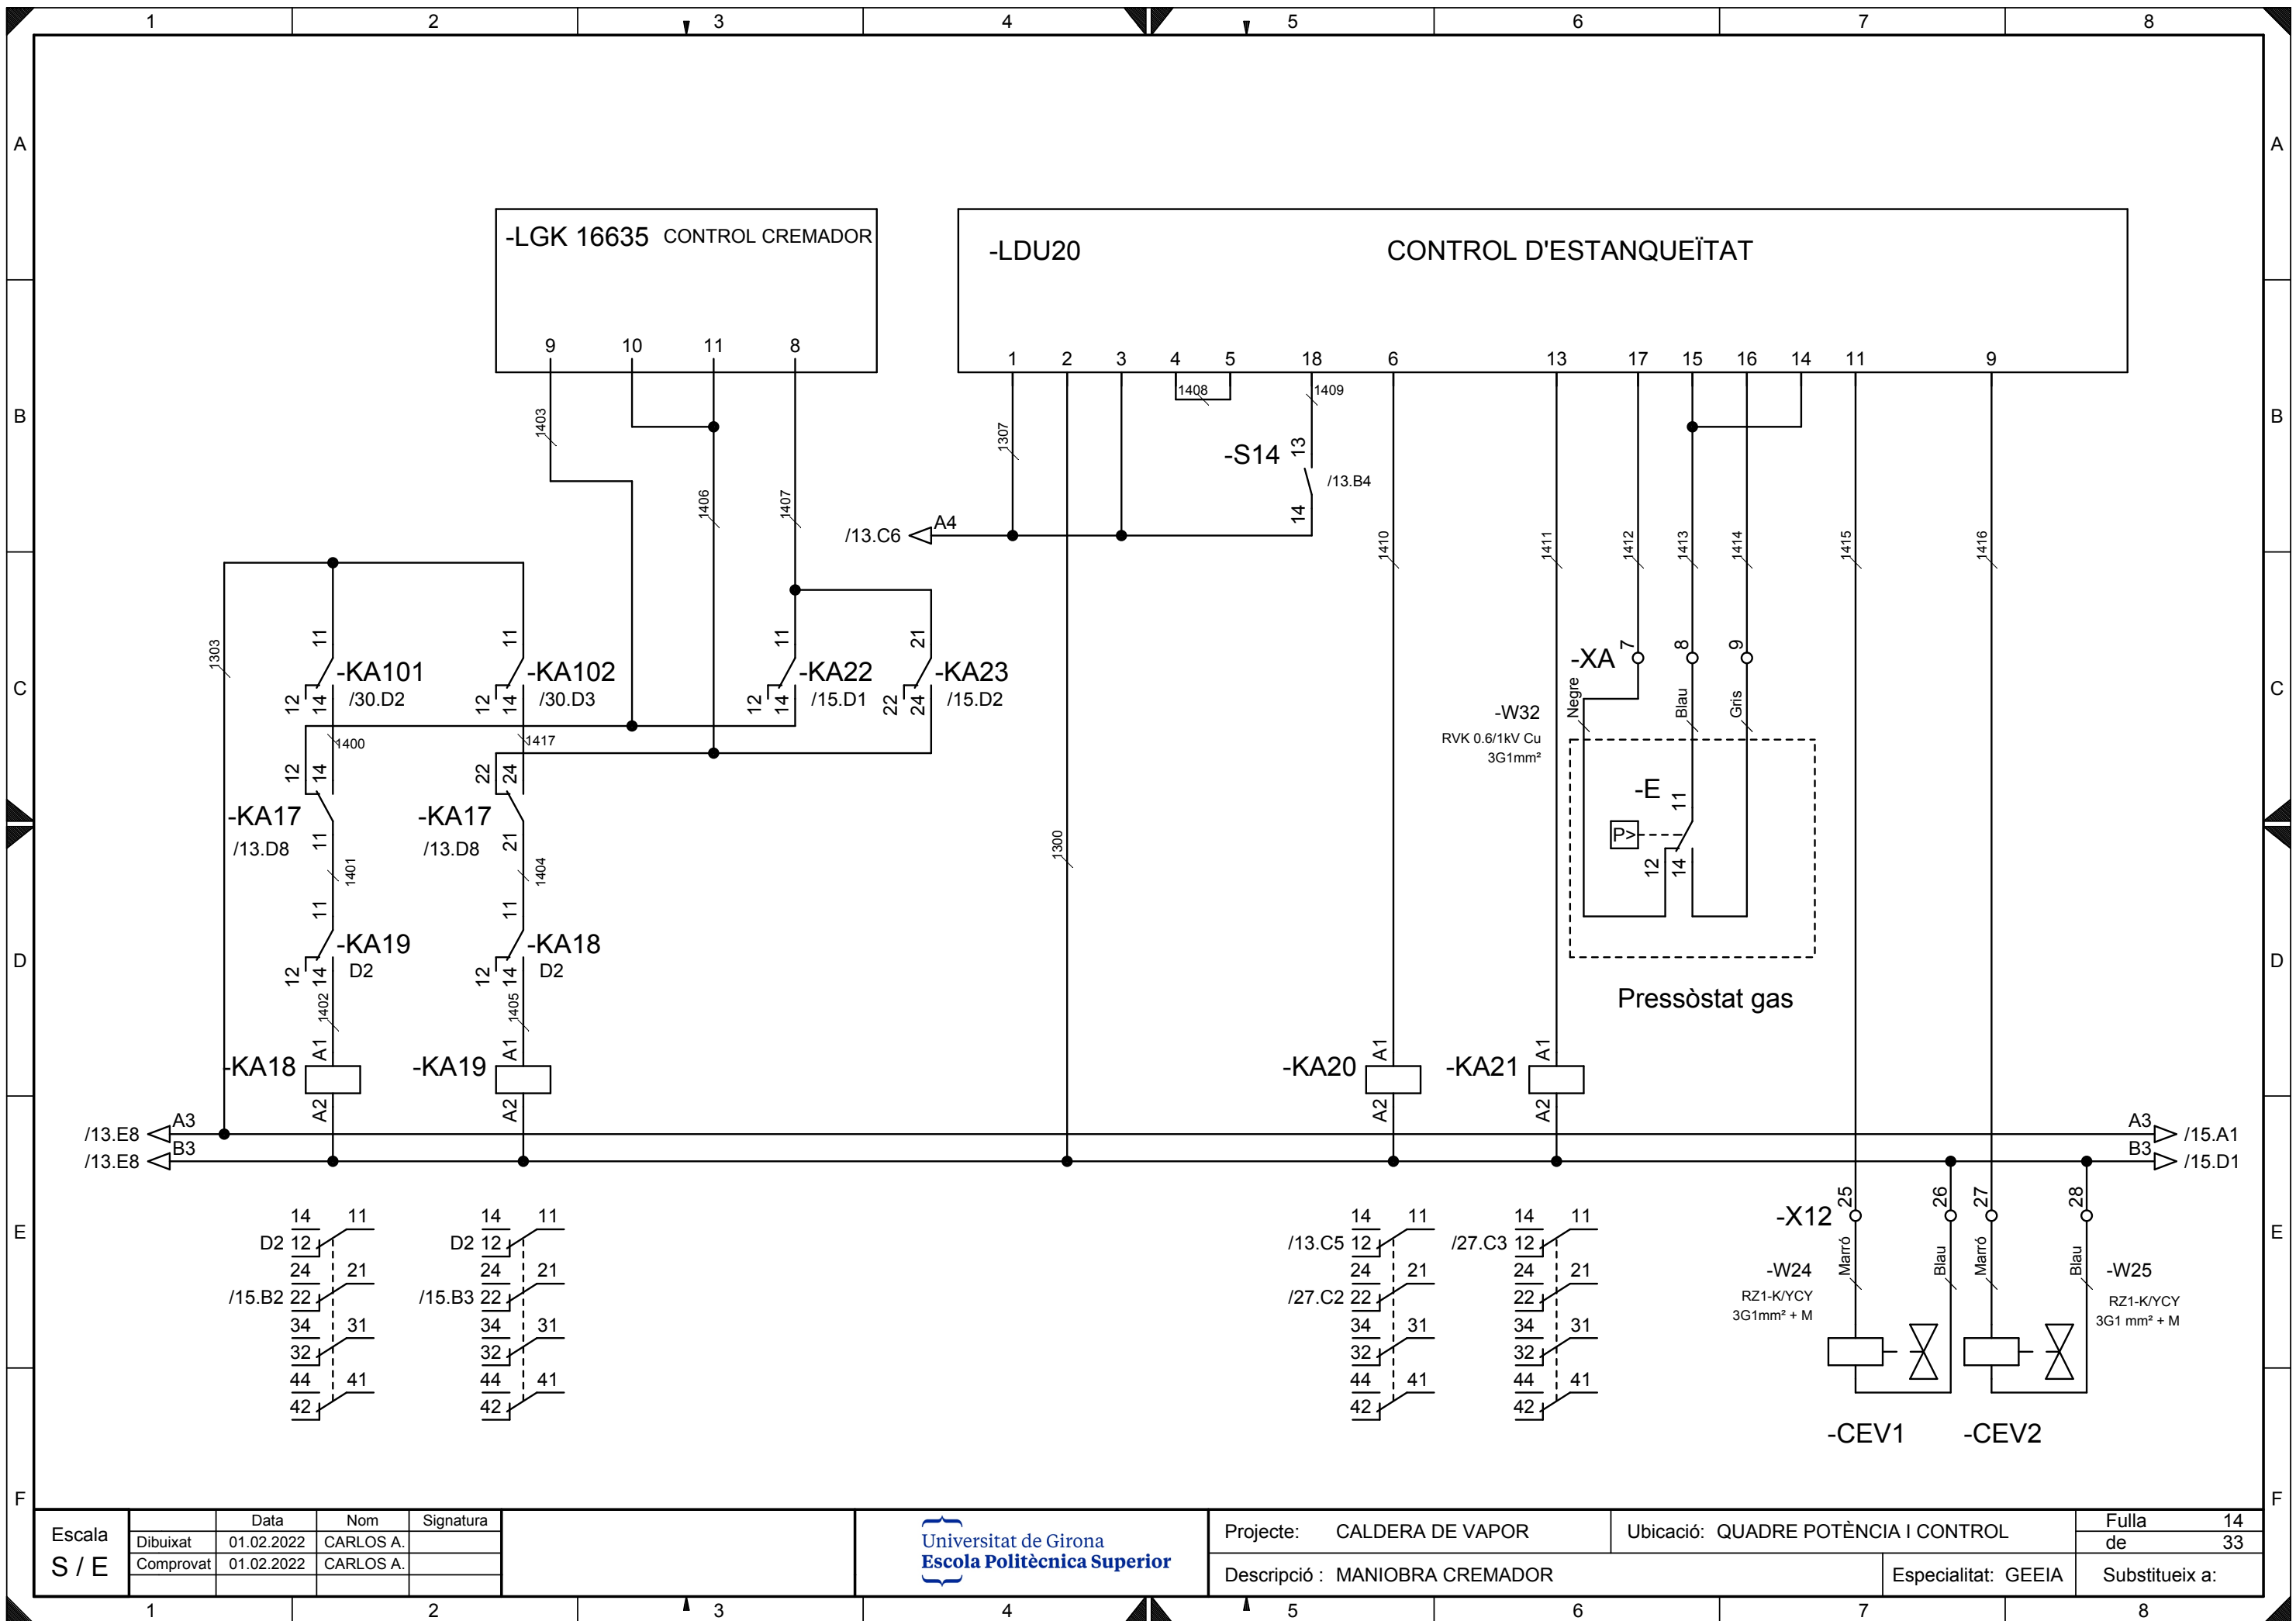 1 2 3 4 5 6 7 8
A A
B B
C C
D D
E E
F F
-LGK 16635 CONTROL CREMADOR
9 10 11 8
-LDU20 CONTROL D'ESTANQUEÏTAT
1 2 3 4 5 18 6 13 17 15 16 14 11 9
1403
1406
1407
1307
1408
1409
-S14 13
/13.B4
14
/13.C6 A4
1410
1411
1412
1413
1414
1415
1416
1303
11
-KA101
/30.D2
12 14
11
-KA102
/30.D3
12 14
11
-KA22
/15.D1
12 14
21
-KA23
/15.D2
22 24
1400
1417
12 14
-KA17
/13.D8
11
22 24
-KA17
/13.D8
21
1401
1404
11
-KA19
D2
12 14
11
-KA18
D2
12 14
1402
1405
1300
-XA 7 8 9
Negre
Blau
Gris
-W32
RVK 0.6/1kV Cu
3G1mm²
-E 11
P>
12 14
Pressòstat gas
A1
-KA18
A2
A1
-KA19
A2
A1
-KA20
A2
A1
-KA21
A2
/13.E8 A3
/13.E8 B3
A3 /15.A1
B3 /15.D1
14 11
D2 12
24 21
/15.B2 22
34 31
32
44 41
42
14 11
D2 12
24 21
/15.B3 22
34 31
32
44 41
42
14 11
/13.C5 12
24 21
/27.C2 22
34 31
32
44 41
42
14 11
/27.C3 12
24 21
22
34 31
32
44 41
42
-X12 25 26 27 28
Marró
Blau
Marró
Blau
-W24
RZ1-K/YCY
3G1mm² + M
-W25
RZ1-K/YCY
3G1 mm² + M
-CEV1
-CEV2
Escala
S / E
Data Nom Signatura
Dibuixat 01.02.2022 CARLOS A.
Comprovat 01.02.2022 CARLOS A.
Universitat de Girona
Escola Politècnica Superior
Projecte: CALDERA DE VAPOR
Ubicació: QUADRE POTÈNCIA I CONTROL
Fulla 14
de 33
Descripció : MANIOBRA CREMADOR
Especialitat: GEEIA
Substitueix a:
1 2 3 4 5 6 7 8